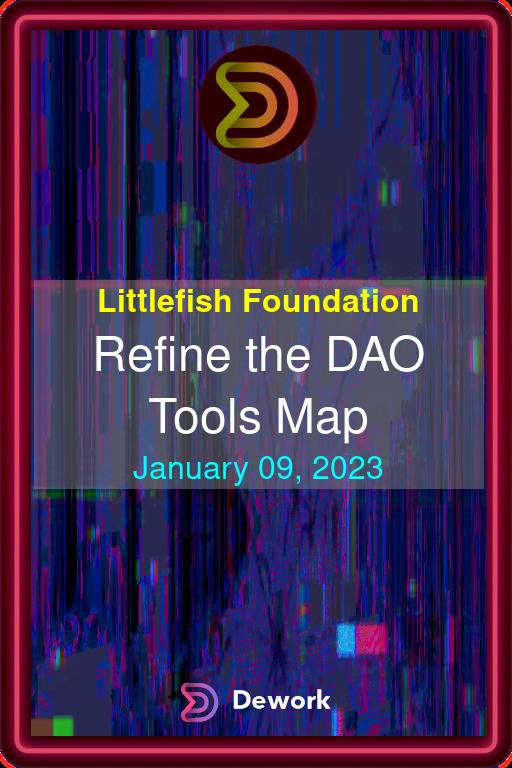 Littlefish Foundation
Refine the DAO
Tools Map
January 09, 2023
Dework